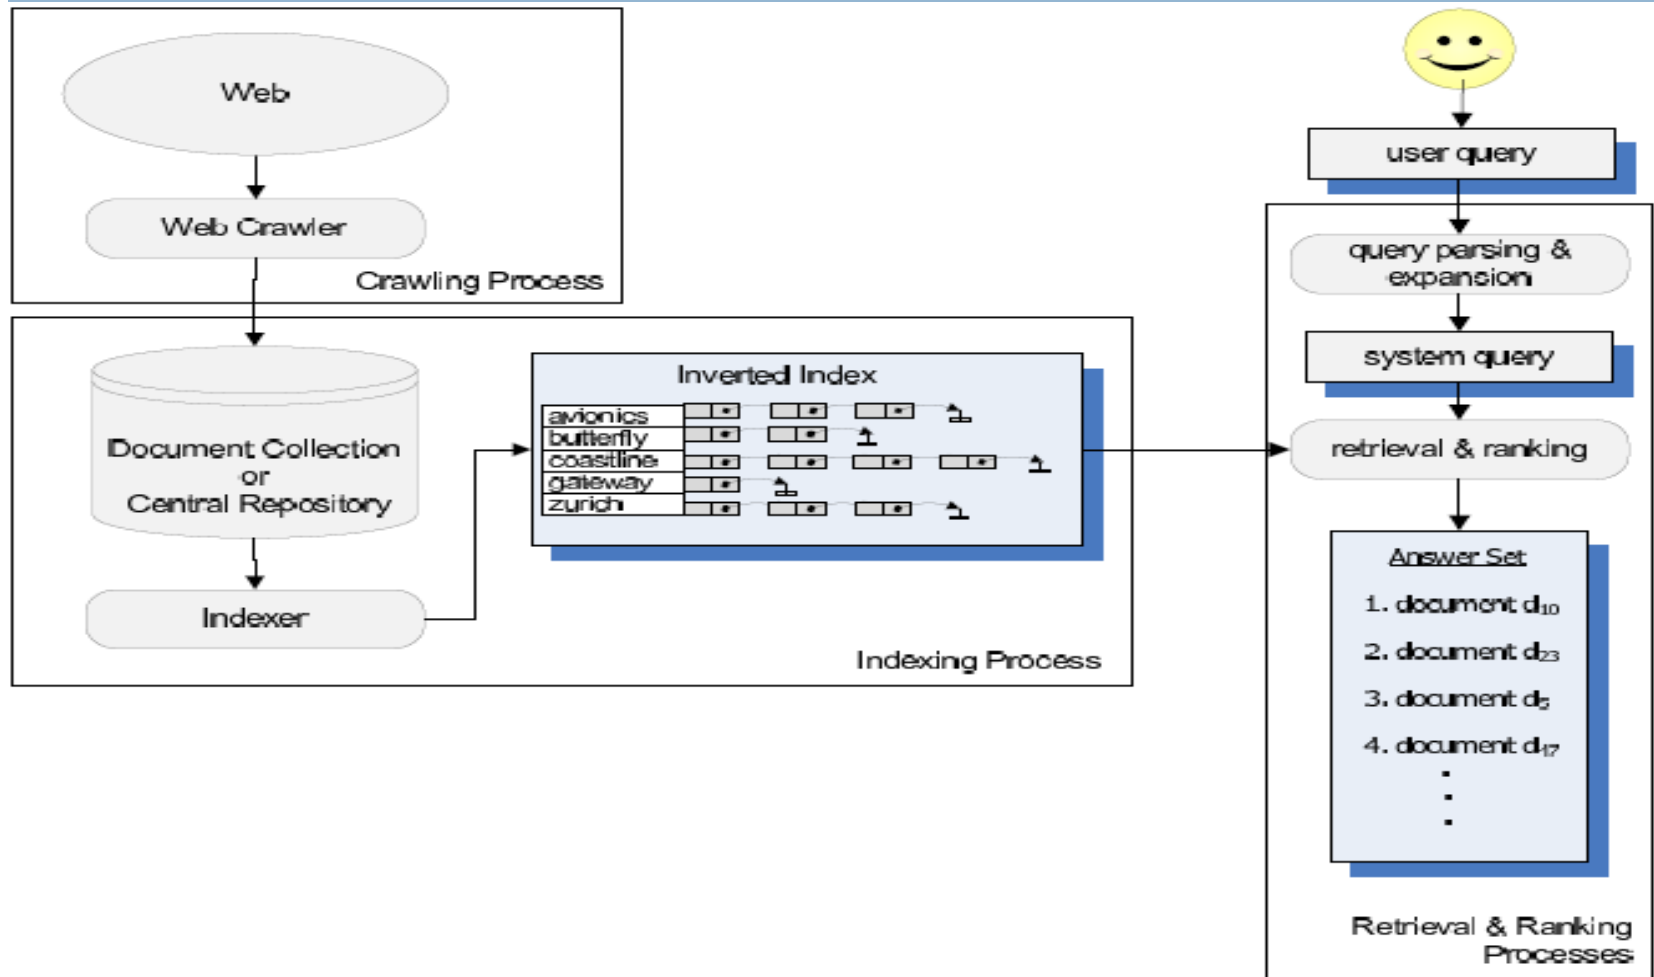 Web
Web Crawler
Crawling Process
Document Collection
or
Central Repository
Indexer
Inverted Index
avionics
butterfly
coastline
gateway
zurich
Indexing Process
user query
query parsing &
expansion
system query
retrieval & ranking
Answer Set
1. document d10
2. document d23
3. document d5
4. document d47
Retrieval & Ranking
Processes